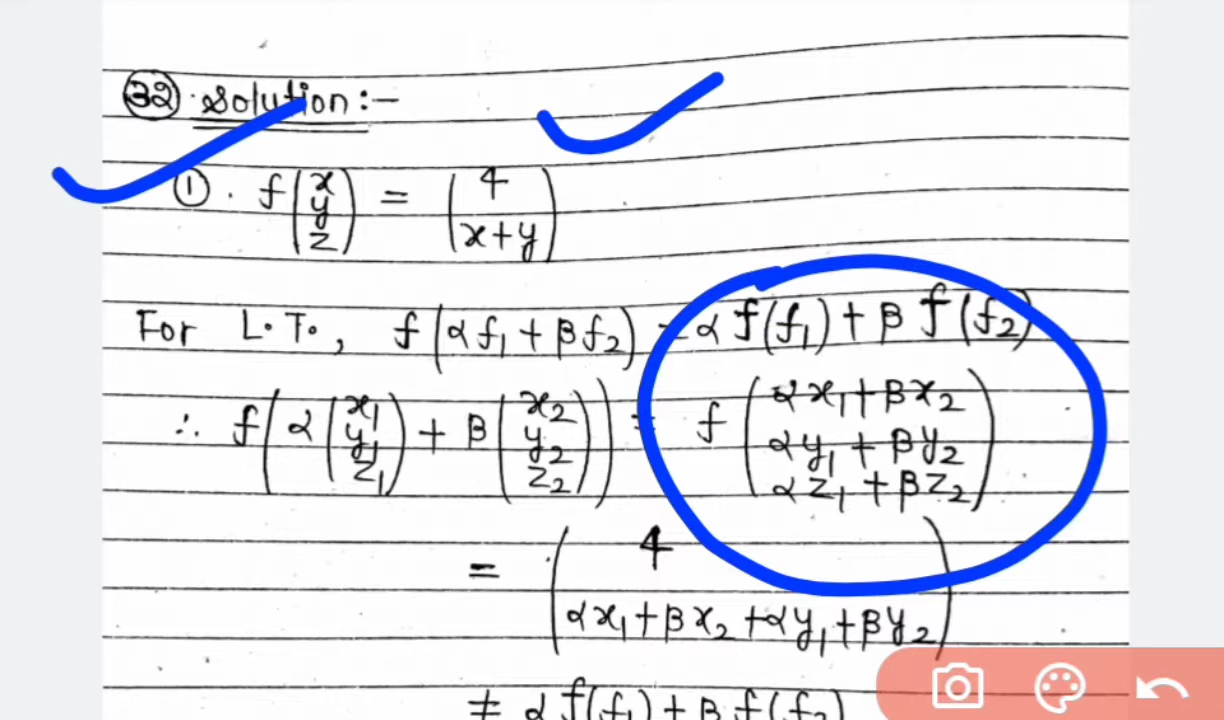 32. Solution :-
①. f(x y z) = (4 x+y)
For L.T., f(αf₁ + βf₂) = αf(f₁) + βf(f₂)
∴ f(α(x₁ y₁ z₁) + β(x₂ y₂ z₂)) = f(αx₁ + βx₂ αy₁ + βy₂ αz₁ + βz₂)
= (4 αx₁ + βx₂ + αy₁ + βy₂)
≠ αf(f₁) + βf(f₂)